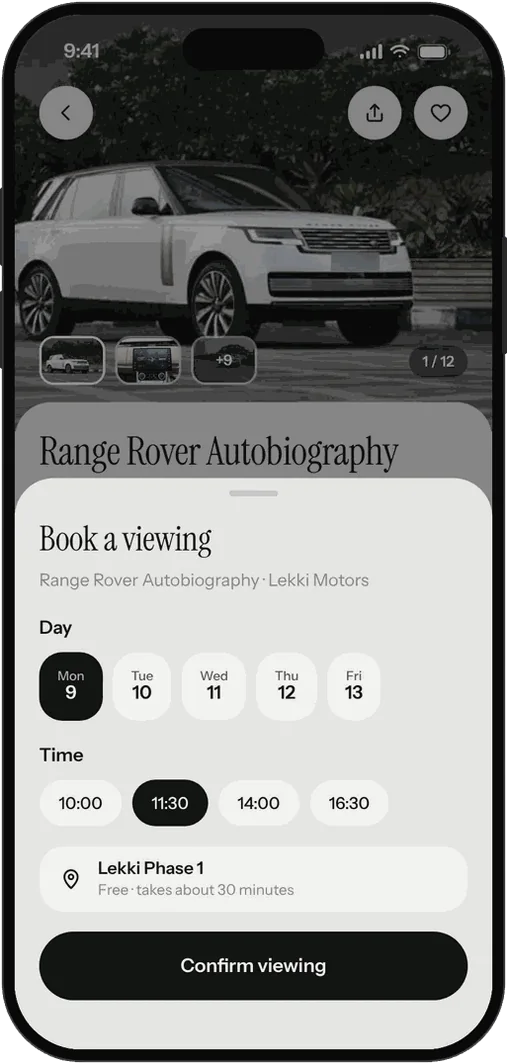 9:41
+9
1 / 12
Range Rover Autobiography
Book a viewing
Range Rover Autobiography · Lekki Motors
Day
Mon Tue Wed Thu Fri
9 10 11 12 13
Time
10:00 11:30 14:00 16:30
Lekki Phase 1
Free · takes about 30 minutes
Confirm viewing